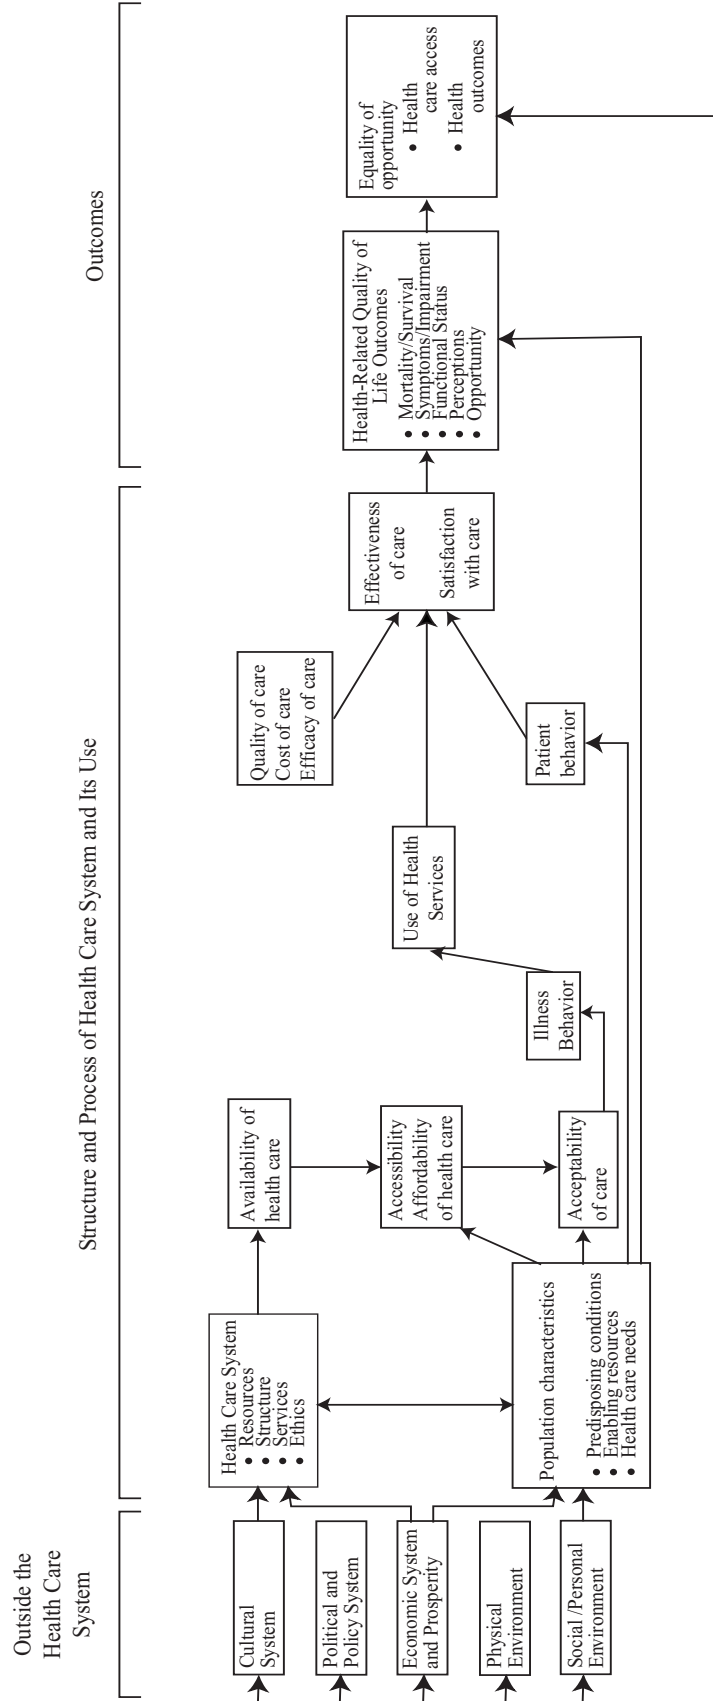 Outside the
Health Care
System
Structure and Process of Health Care System and Its Use
Outcomes
Cultural
System
Political and
Policy System
Economic System
and Prosperity
Physical
Environment
Social /Personal
Environment
Health Care System
• Resources
• Structure
• Services
• Ethics
Population characteristics
• Predisposing conditions
• Enabling resources
• Health care needs
Availability of
health care
Accessibility
Affordability
of health care
Acceptability
of care
Illness
Behavior
Use of Health
Services
Quality of care
Cost of care
Efficacy of care
Patient
behavior
Effectiveness
of care
Satisfaction
with care
Health-Related Quality of
Life Outcomes
• Mortality/Survival
• Symptoms/Impairment
• Functional Status
• Perceptions
• Opportunity
Equality of
opportunity
• Health
care access
• Health
outcomes